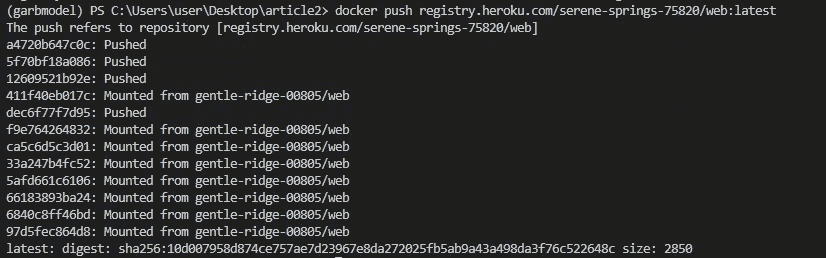 (garbmodel) PS C:\Users\user\Desktop\article2> docker push registry.heroku.com/serene-springs-75820/web:latest
The push refers to repository [registry.heroku.com/serene-springs-75820/web]
a4720b647c0c: Pushed
5f70bf18a086: Pushed
12609521b92e: Pushed
411f40eb017c: Mounted from gentle-ridge-00805/web
dec6f77f7d95: Pushed
f9e764264832: Mounted from gentle-ridge-00805/web
ca5c6d5c3d01: Mounted from gentle-ridge-00805/web
33a247b4fc52: Mounted from gentle-ridge-00805/web
5afd661c6106: Mounted from gentle-ridge-00805/web
66183893ba24: Mounted from gentle-ridge-00805/web
6840c8ff46bd: Mounted from gentle-ridge-00805/web
97d5fec864d8: Mounted from gentle-ridge-00805/web
latest: digest: sha256:10d007958d874ce757ae7d23967e8da272025fb5ab9a43a498da3f76c522648c size: 2850